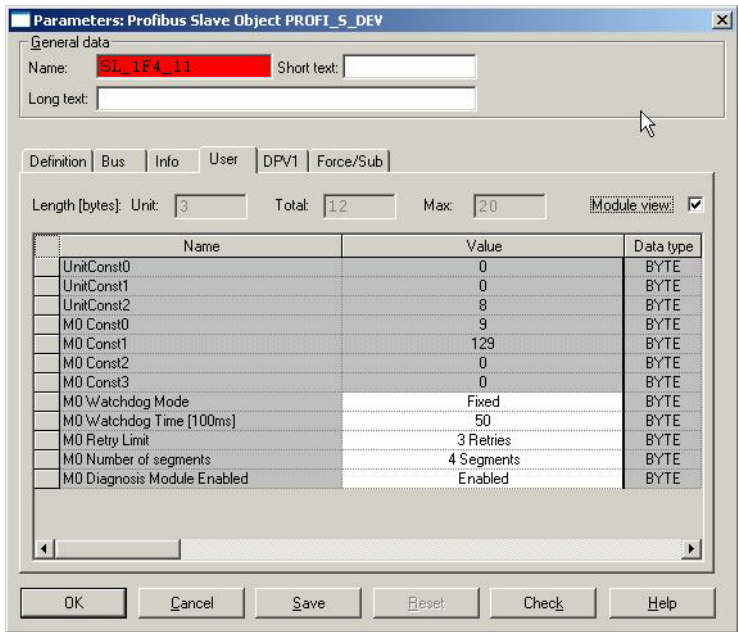 Parameters: Profibus Slave Object PROFI_S_DEV
General data
Name: SL_1F4_11 Short text:
Long text:
Definition Bus Info User DPV1 Force/Sub
Length [bytes]: Unit: 3 Total: 12 Max: 20 Module view:
Name Value Data type
UnitConst0 0 BYTE
UnitConst1 0 BYTE
UnitConst2 8 BYTE
M0 Const0 9 BYTE
M0 Const1 129 BYTE
M0 Const2 0 BYTE
M0 Const3 0 BYTE
M0 Watchdog Mode Fixed BYTE
M0 Watchdog Time [100ms] 50 BYTE
M0 Retry Limit 3 Retries BYTE
M0 Number of segments 4 Segments BYTE
M0 Diagnosis Module Enabled Enabled BYTE
OK Cancel Save Reset Check Help